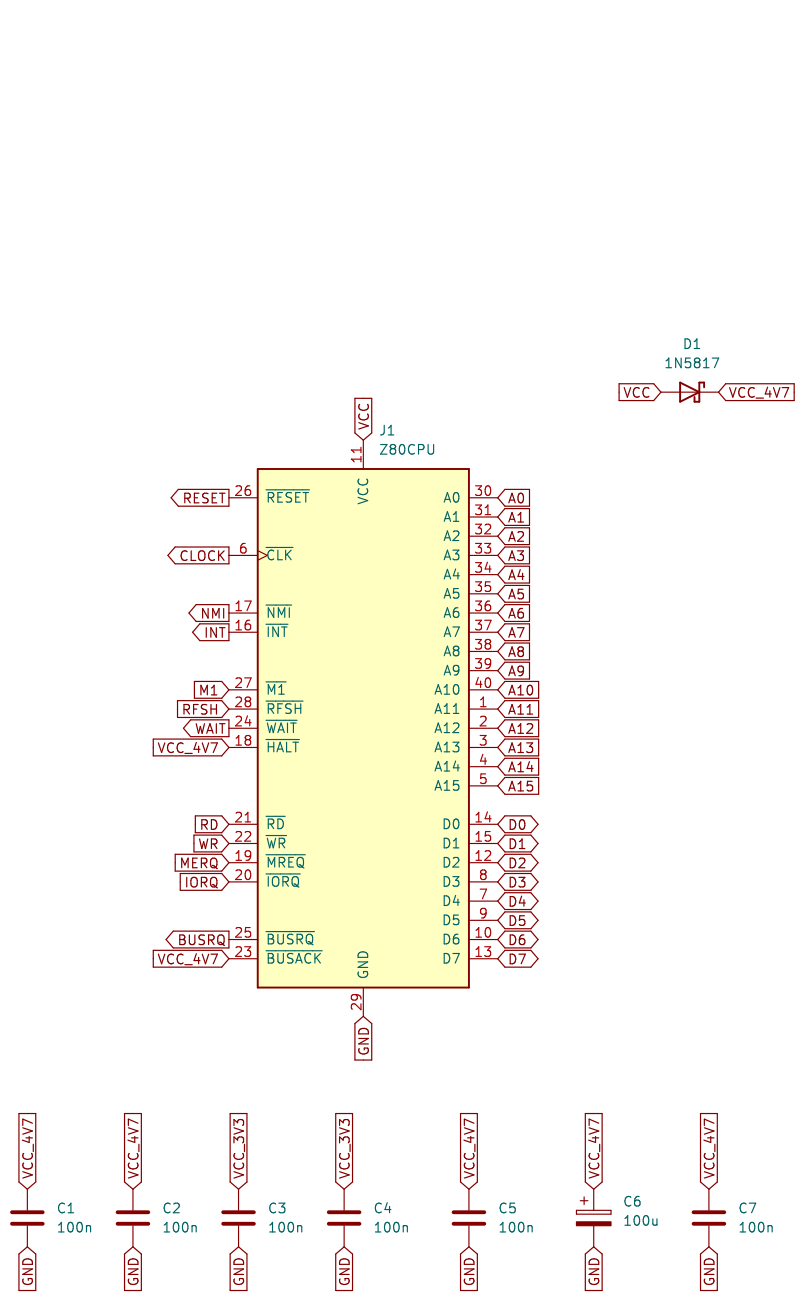 D1
1N5817
VCC VCC_4V7
VCC
J1
Z80CPU
11
VCC
RESET 26 RESET A0 30 A0
A1 31 A1
A2 32 A2
CLOCK 6 CLK A3 33 A3
A4 34 A4
A5 35 A5
NMI 17 NMI A6 36 A6
INT 16 INT A7 37 A7
A8 38 A8
A9 39 A9
M1 27 M1 A10 40 A10
RFSH 28 RFSH A11 1 A11
WAIT 24 WAIT A12 2 A12
VCC_4V7 18 HALT A13 3 A13
A14 4 A14
A15 5 A15
RD 21 RD D0 14 D0
WR 22 WR D1 15 D1
MERQ 19 MREQ D2 12 D2
IORQ 20 IORQ D3 8 D3
D4 7 D4
D5 9 D5
BUSRQ 25 BUSRQ D6 10 D6
VCC_4V7 23 BUSACK D7 13 D7
GND
29
GND
VCC_4V7 VCC_4V7 VCC_3V3 VCC_3V3 VCC_4V7 VCC_4V7 VCC_4V7
C1 C2 C3 C4 C5 + C6 C7
100n 100n 100n 100n 100n 100u 100n
GND GND GND GND GND GND GND